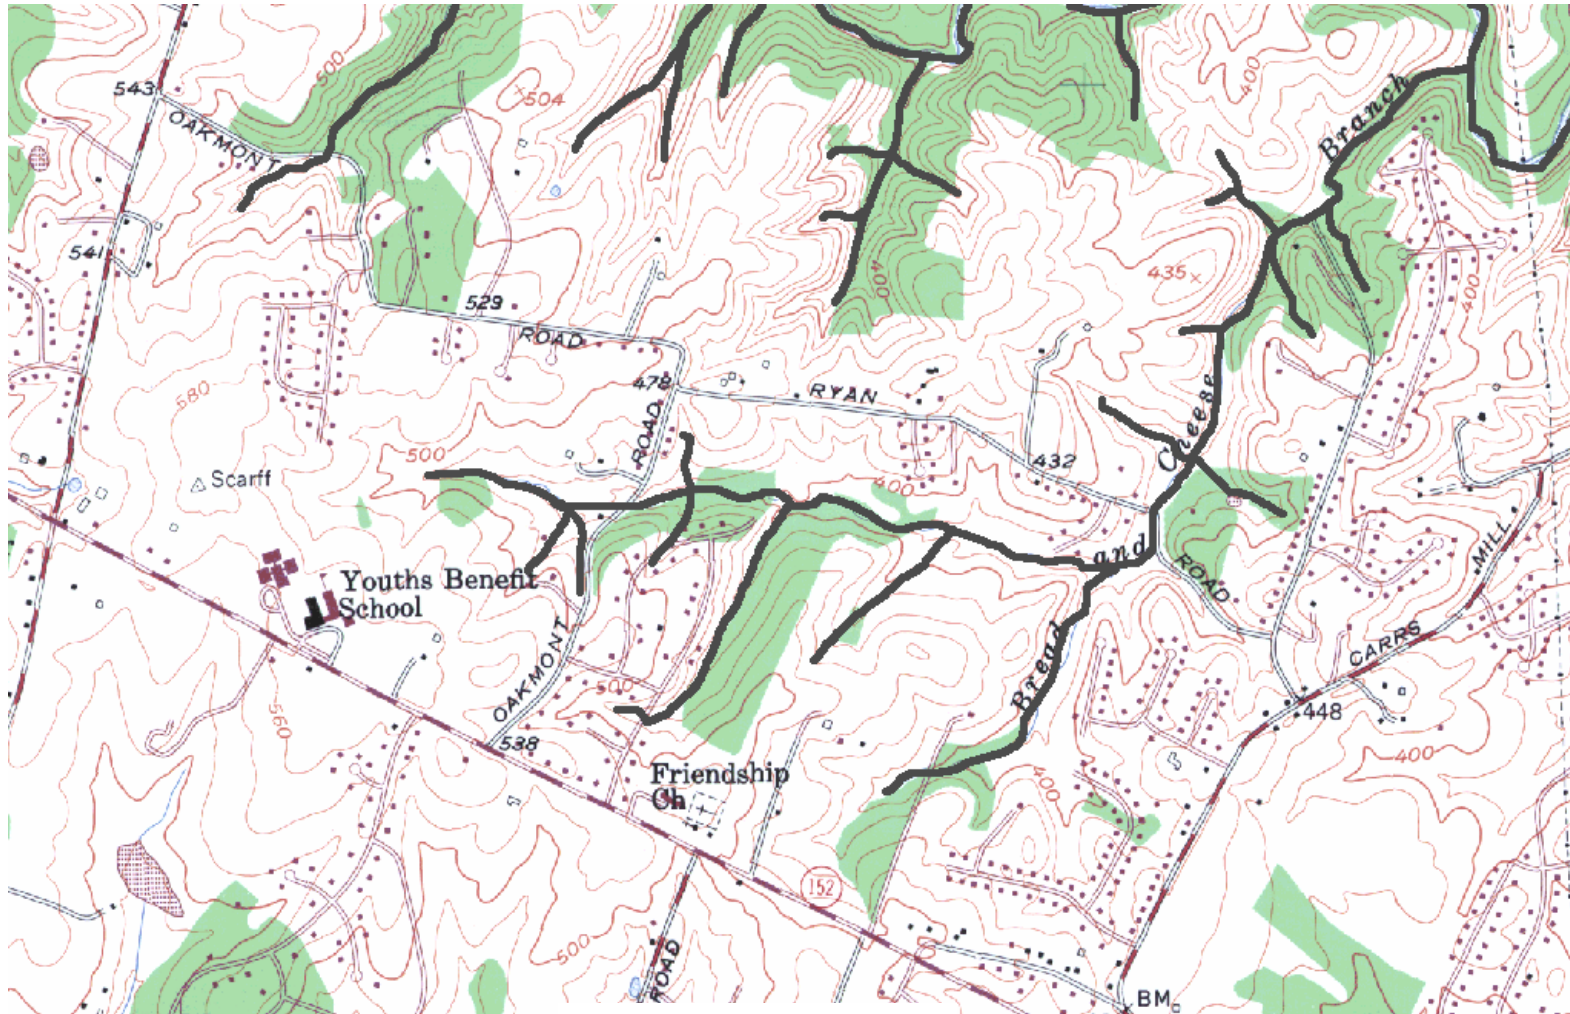 500
543
504
OAKMONT
400
Branch
541
529
ROAD
400
435
400
478
RYAN
580
ROAD
Cheese
500
Scarff
400
432
and
MILL
Youths Benefit
School
ROAD
OAKMONT
500
Bread
CARRS
560
538
448
Friendship
Ch
400
400
152
500
ROAD
BM